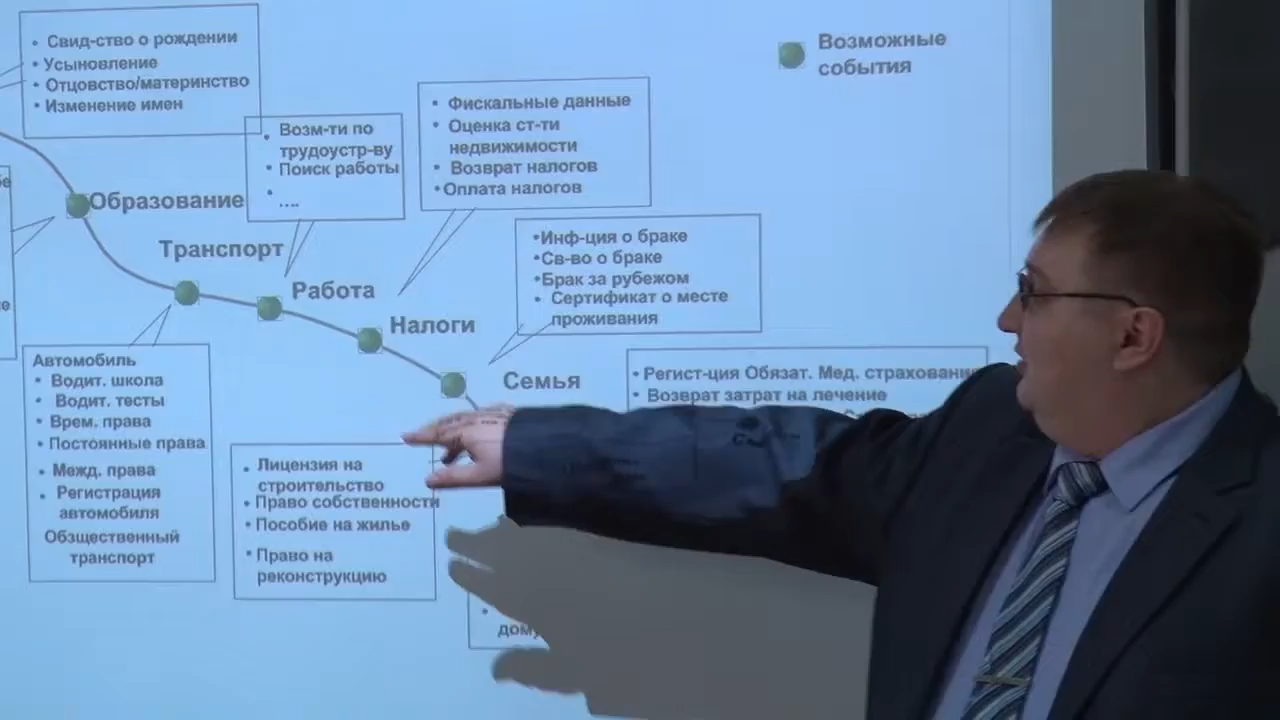 • Свид-ство о рождении
• Усыновление
• Отцовство/материнство
• Изменение имен
Возможные
события
• Фискальные данные
• Оценка ст-ти
недвижимости
• Возврат налогов
• Оплата налогов
• Возм-ти по
трудоустр-ву
• Поиск работы
• ....
Образование
Транспорт
Работа
Налоги
Семья
• Инф-ция о браке
• Св-во о браке
• Брак за рубежом
• Сертификат о месте
проживания
• Регист-ция Обязат. Мед. страховани
• Возврат затрат на лечение
Автомобиль
• Водит. школа
• Водит. тесты
• Врем. права
• Постоянные права
• Межд. права
• Регистрация
автомобиля
Обзщественный
транспорт
• Лицензия на
строительство
• Право собственности
• Пособие на жилье
• Право на
реконструкцию